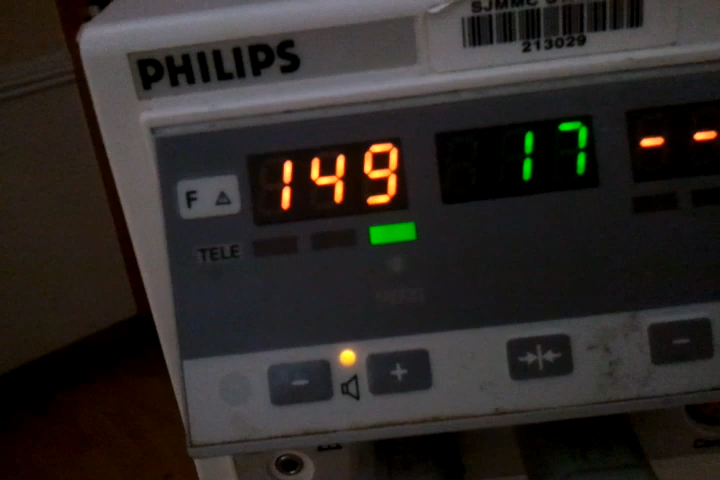 SJMMC
213029
PHILIPS
F
149
17
- -
TELE
- + -